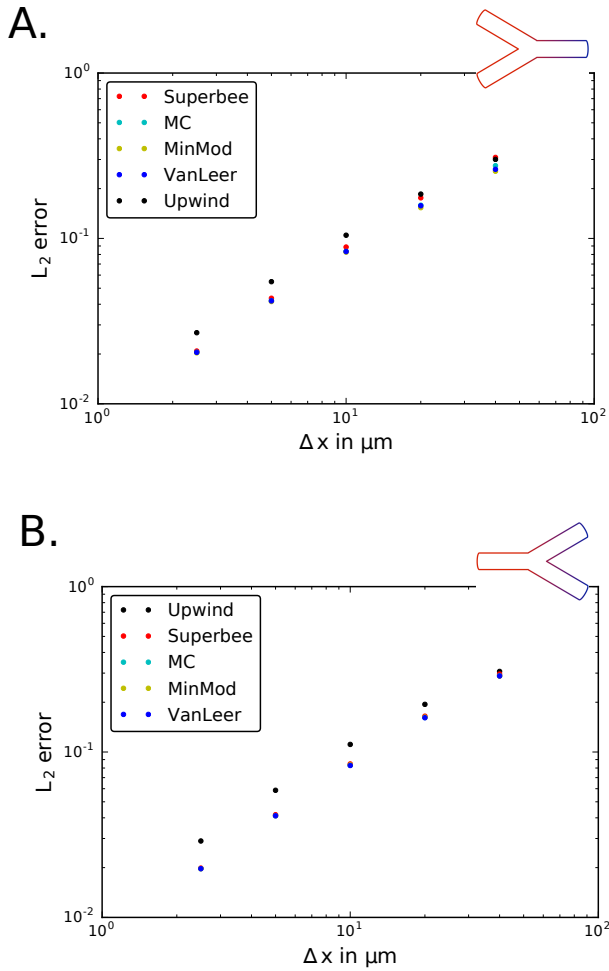 A.
10^0
10^-1
10^-2
L_2 error
Superbee
MC
MinMod
VanLeer
Upwind
10^0
10^1
10^2
Δx in μm
B.
10^0
10^-1
10^-2
L_2 error
Upwind
Superbee
MC
MinMod
VanLeer
10^0
10^1
10^2
Δx in μm